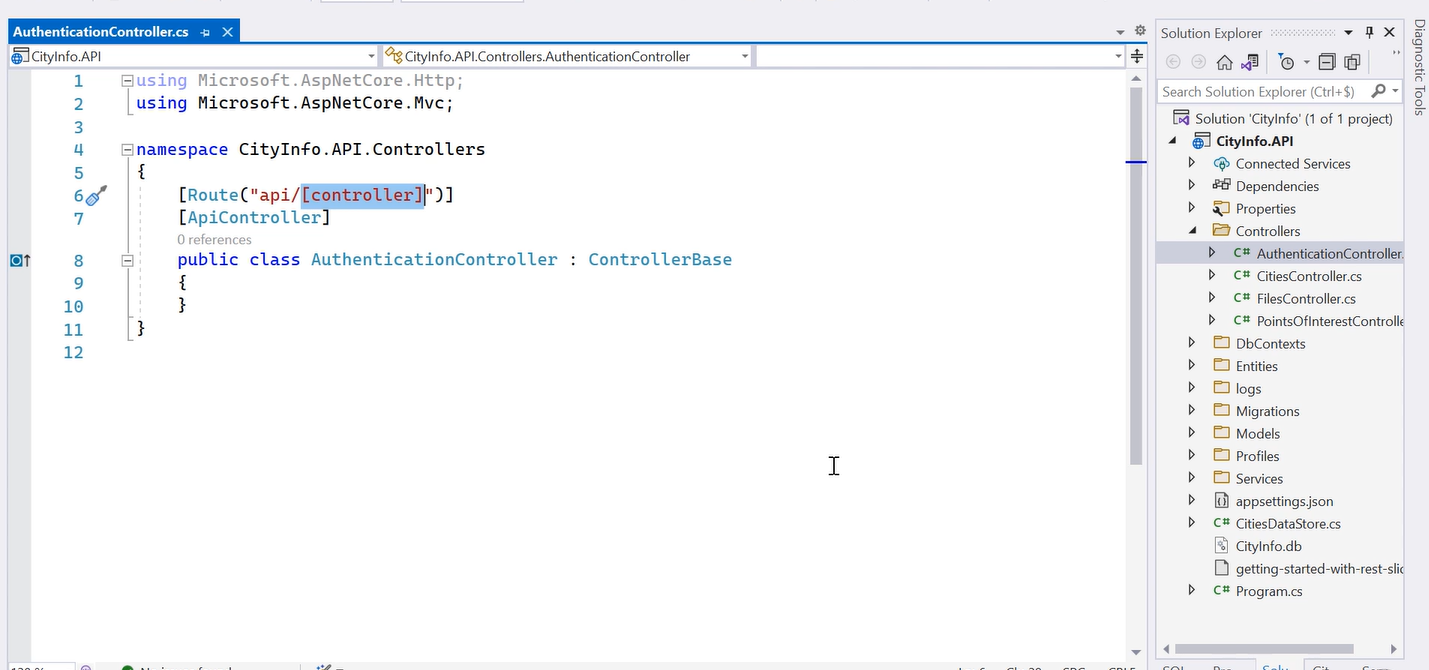 AuthenticationController.cs
CityInfo.API
CityInfo.API.Controllers.AuthenticationController
1 using Microsoft.AspNetCore.Http;
2 using Microsoft.AspNetCore.Mvc;
3
4 namespace CityInfo.API.Controllers
5 {
6 [Route("api/[controller]")]
7 [ApiController]
0 references
8 public class AuthenticationController : ControllerBase
9 {
10 }
11 }
12
Solution Explorer
Search Solution Explorer (Ctrl+$)
Solution 'CityInfo' (1 of 1 project)
CityInfo.API
Connected Services
Dependencies
Properties
Controllers
C# AuthenticationController.
C# CitiesController.cs
C# FilesController.cs
C# PointsOfInterestControlle
DbContexts
Entities
logs
Migrations
Models
Profiles
Services
appsettings.json
C# CitiesDataStore.cs
CityInfo.db
getting-started-with-rest-slic
C# Program.cs
Diagnostic Tools